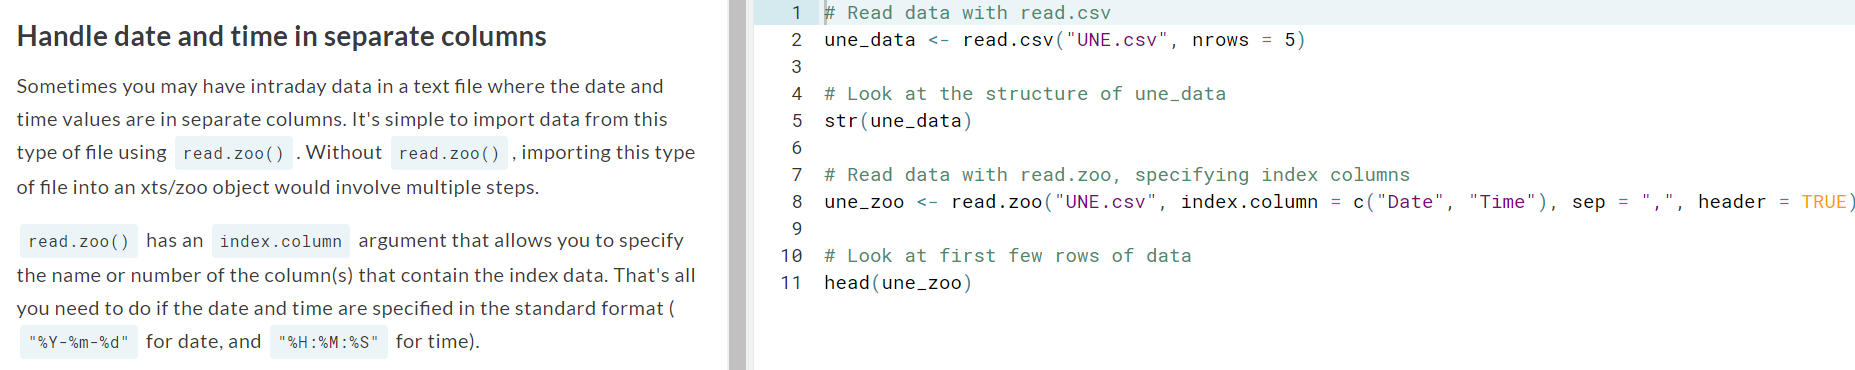 Handle date and time in separate columns
Sometimes you may have intraday data in a text file where the date and
time values are in separate columns. It's simple to import data from this
type of file using read.zoo() . Without read.zoo() , importing this type
of file into an xts/zoo object would involve multiple steps.
read.zoo() has an index.column argument that allows you to specify
the name or number of the column(s) that contain the index data. That's all
you need to do if the date and time are specified in the standard format (
"%Y-%m-%d" for date, and "%H:%M:%S" for time).
1 # Read data with read.csv
2 une_data <- read.csv("UNE.csv", nrows = 5)
3
4 # Look at the structure of une_data
5 str(une_data)
6
7 # Read data with read.zoo, specifying index columns
8 une_zoo <- read.zoo("UNE.csv", index.column = c("Date", "Time"), sep = ",", header = TRUE)
9
10 # Look at first few rows of data
11 head(une_zoo)